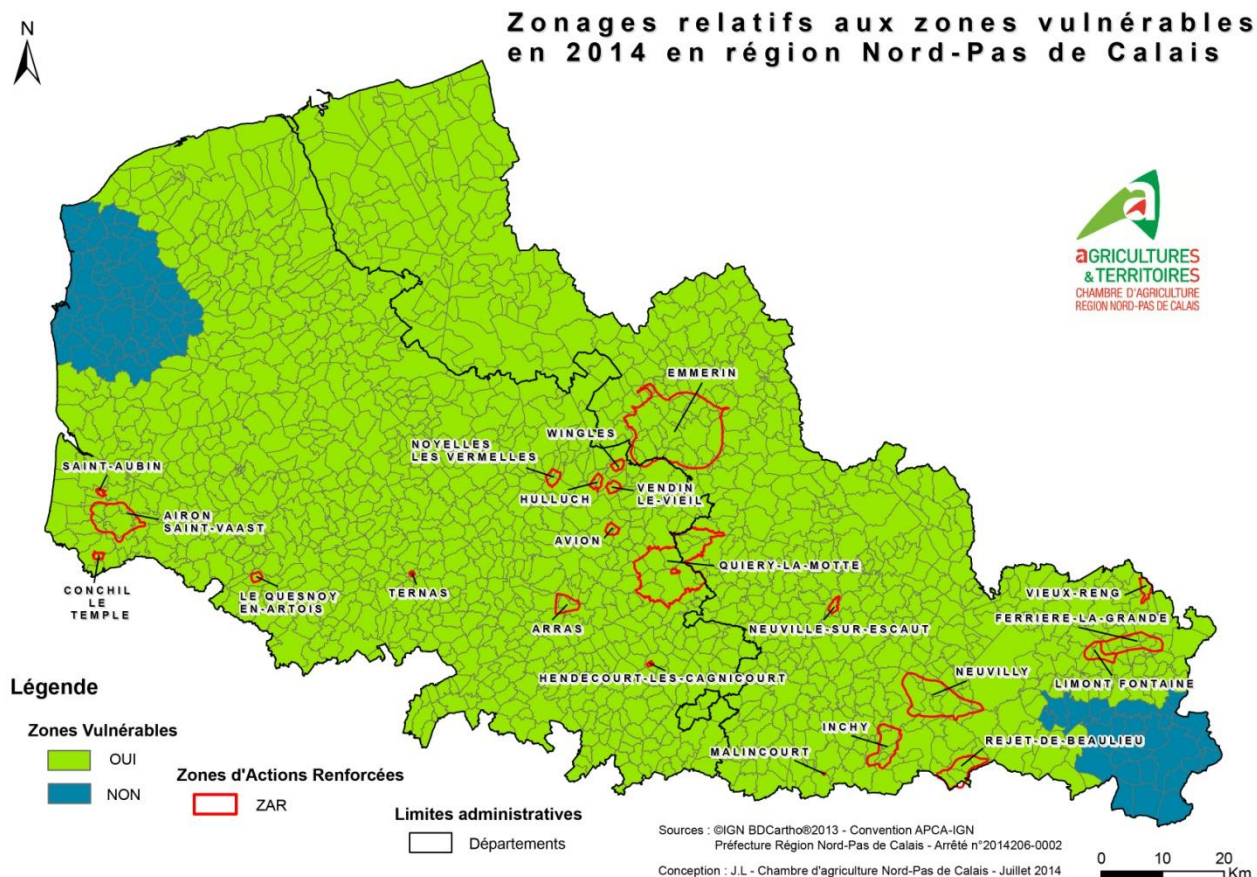 Zonages relatifs aux zones vulnérables
en 2014 en région Nord-Pas de Calais
N
a
aGRICULTURES
& TERRITOIRES
CHAMBRE D'AGRICULTURE
REGION NORD-PAS DE CALAIS
EMMERIN
WINGLES
NOYELLES
LES VERMELLES
HULLUCH
VENDIN
LE-VIEIL
SAINT-AUBIN
AIRON
SAINT-VAAST
AVION
QUIERY-LA-MOTTE
CONCHIL
LE
TEMPLE
LE QUESNOY
EN-ARTOIS
TERNAS
ARRAS
NEUVILLE-SUR-ESCAUT
VIEUX-RENG
FERRIERE-LA-GRANDE
LIMONT FONTAINE
HENDECOURT-LES-CAGNICOURT
NEUVILLY
INCHY
REJET-DE-BEAULIEU
MALINCOURT
Légende
Zones Vulnérables
OUI
NON
Zones d'Actions Renforcées
ZAR
Limites administratives
Départements
Sources : ©IGN BDCartho®2013 - Convention APCA-IGN
Préfecture Région Nord-Pas de Calais - Arrêté n°2014206-0002
Conception : J.L - Chambre d'agriculture Nord-Pas de Calais - Juillet 2014
0 10 20
Km